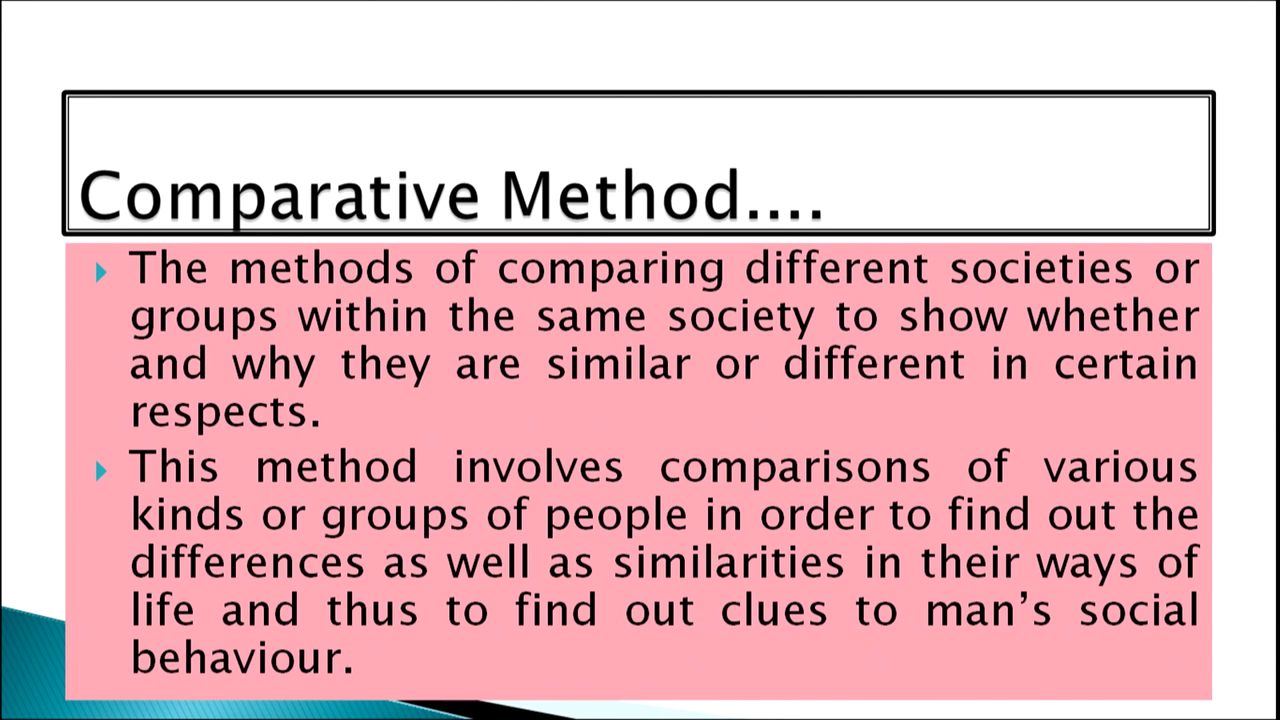 Comparative Method....
The methods of comparing different societies or
groups within the same society to show whether
and why they are similar or different in certain
respects.
This method involves comparisons of various
kinds or groups of people in order to find out the
differences as well as similarities in their ways of
life and thus to find out clues to man’s social
behaviour.